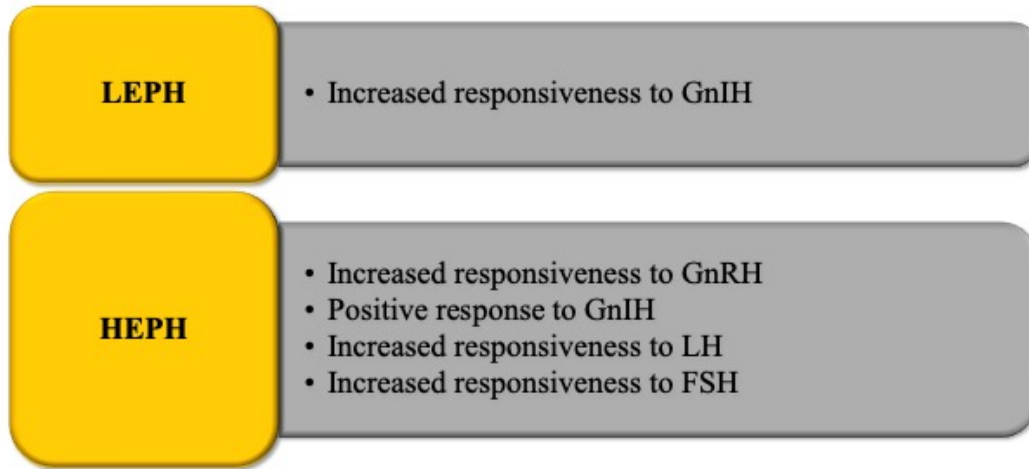 LEPH
• Increased responsiveness to GnIH
HEPH
• Increased responsiveness to GnRH
• Positive response to GnIH
• Increased responsiveness to LH
• Increased responsiveness to FSH